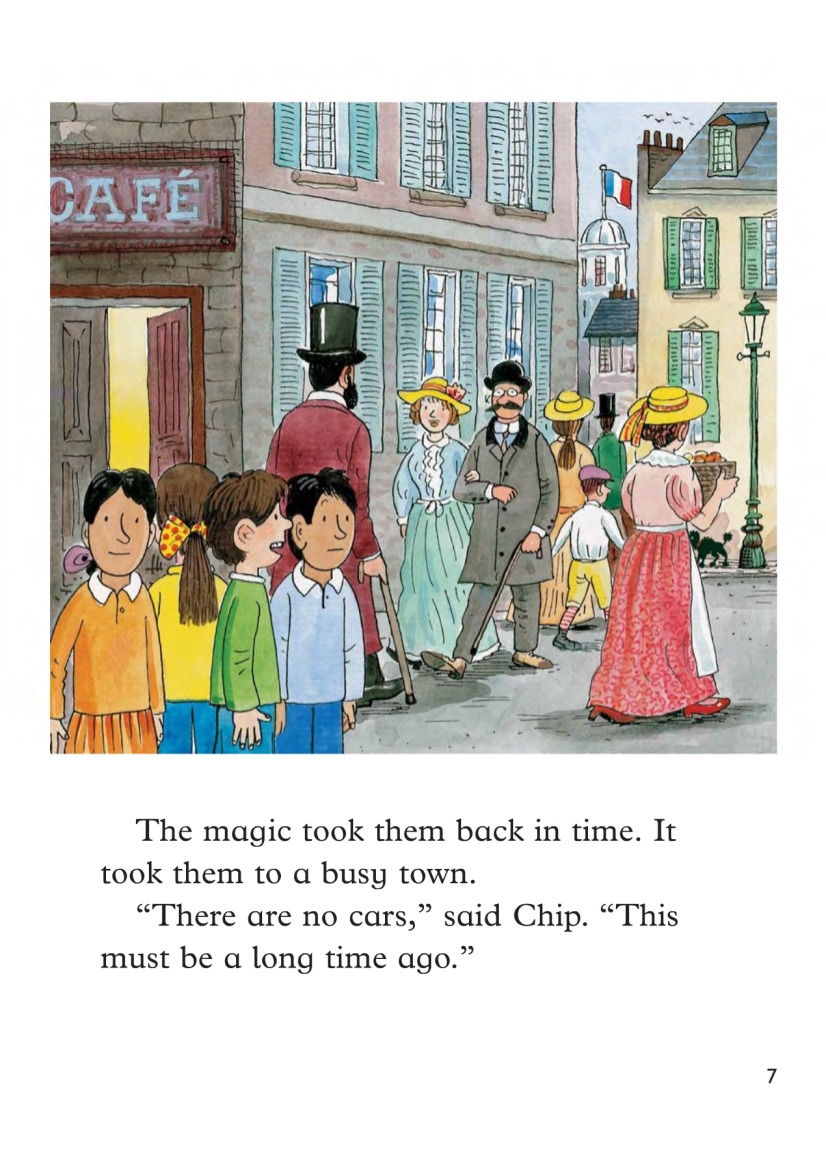 CAFÉ
The magic took them back in time. It
took them to a busy town.
“There are no cars,” said Chip. “This
must be a long time ago.”
7